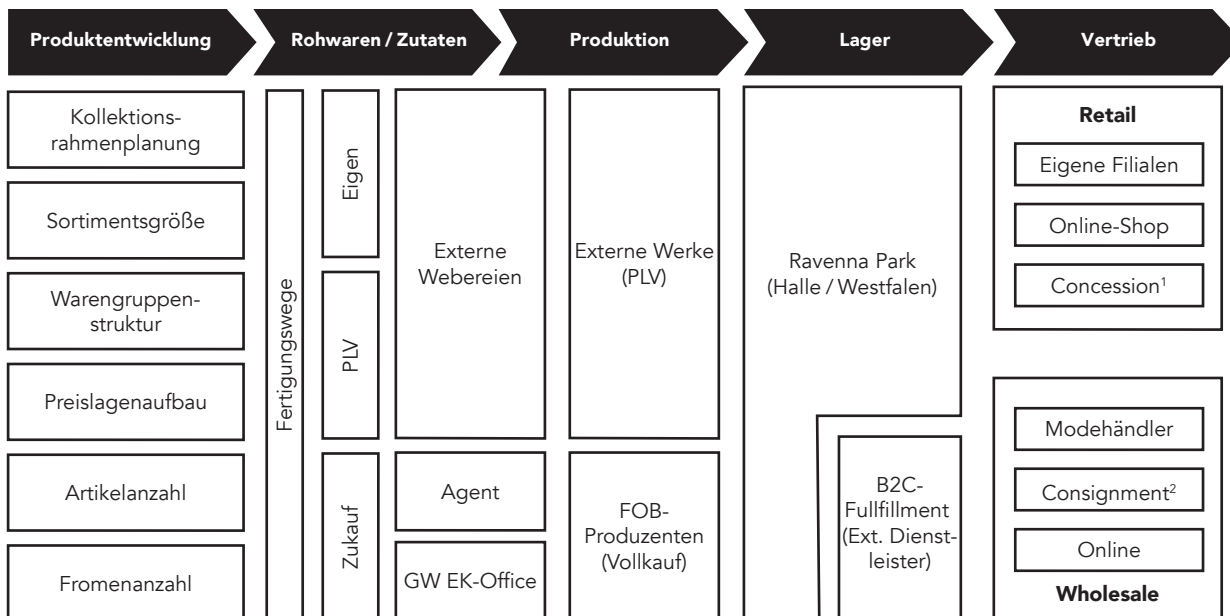 Produktentwicklung
Rohwaren / Zutaten
Produktion
Lager
Vertrieb
Kollektions-
rahmenplanung
Sortimentsgröße
Warengruppen-
struktur
Preislagenaufbau
Artikelanzahl
Fromenanzahl
Fertigungswege
Eigen
PLV
Zukauf
Externe
Webereien
Agent
GW EK-Office
Externe Werke
(PLV)
FOB-
Produzenten
(Vollkauf)
Ravenna Park
(Halle / Westfalen)
B2C-
Fullfillment
(Ext. Dienst-
leister)
Retail
Eigene Filialen
Online-Shop
Concession¹
Modehändler
Consignment²
Online
Wholesale